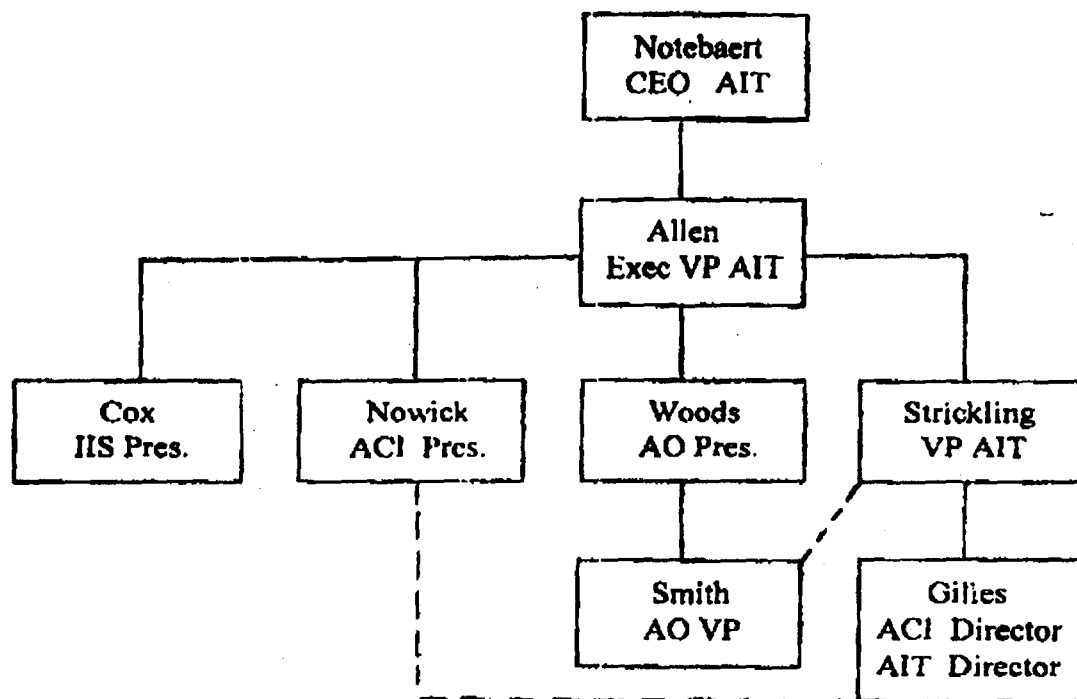 Notebaert
CEO AIT
Allen
Exec VP AIT
Cox
IIS Pres.
Nowick
ACI Pres.
Woods
AO Pres.
Strickling
VP AIT
Smith
AO VP
Gilles
ACI Director
AIT Director